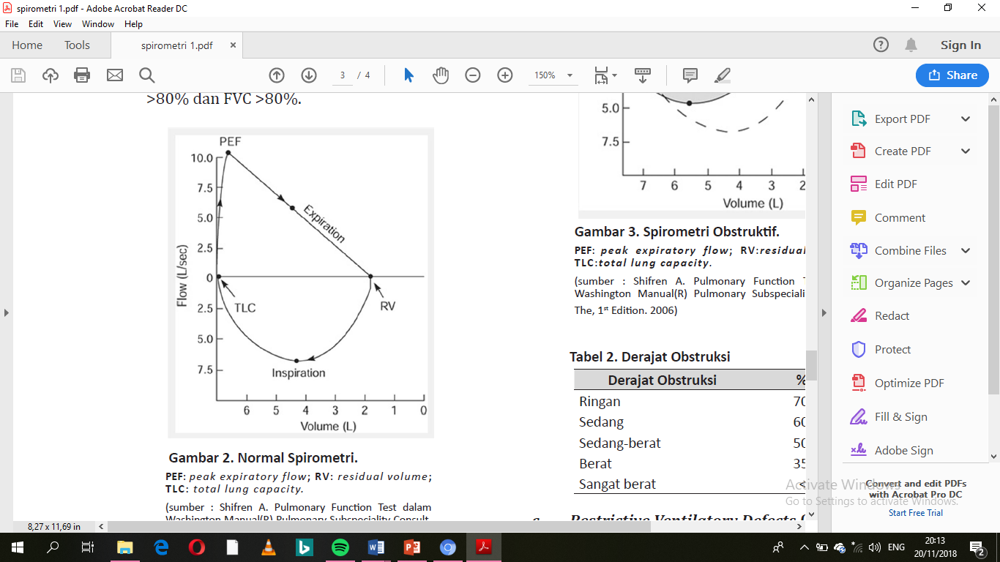 spirometri 1.pdf - Adobe Acrobat Reader DC
File Edit View Window Help
Home Tools spirometri 1.pdf × ? Sign In
3 / 4 150% Share
>80% dan FVC >80%.
PEF
10.0
7.5
5.0
2.5
0
2.5
5.0
7.5
Flow (L/sec)
Expiration
TLC
RV
Inspiration
6 5 4 3 2 1 0
Volume (L)
Gambar 2. Normal Spirometri.
PEF: peak expiratory flow; RV: residual volume;
TLC: total lung capacity.
(sumber : Shifren A. Pulmonary Function Test dalam
Washington Manual(R) Pulmonary Subspeciality Consult,
5.0
7.5
7 6 5 4 3 2
Volume (L)
Gambar 3. Spirometri Obstruktif.
PEF: peak expiratory flow; RV:residual
TLC:total lung capacity.
(sumber : Shifren A. Pulmonary Function
Washington Manual(R) Pulmonary Subspeciali
The, 1st Edition. 2006)
Tabel 2. Derajat Obstruksi
Derajat Obstruksi %
Ringan 70
Sedang 60
Sedang-berat 50
Berat 35
Sangat berat <
Restrictive Ventilatory Defects
Export PDF
Create PDF
Edit PDF
Comment
Combine Files
Organize Pages
Redact
Protect
Optimize PDF
Fill & Sign
Adobe Sign
Convert and edit PDFs
with Acrobat Pro DC
Start Free Trial
Activate Windows
Go to Settings to activate Windows.
8,27 x 11,69 in
ENG
20:13
20/11/2018
2